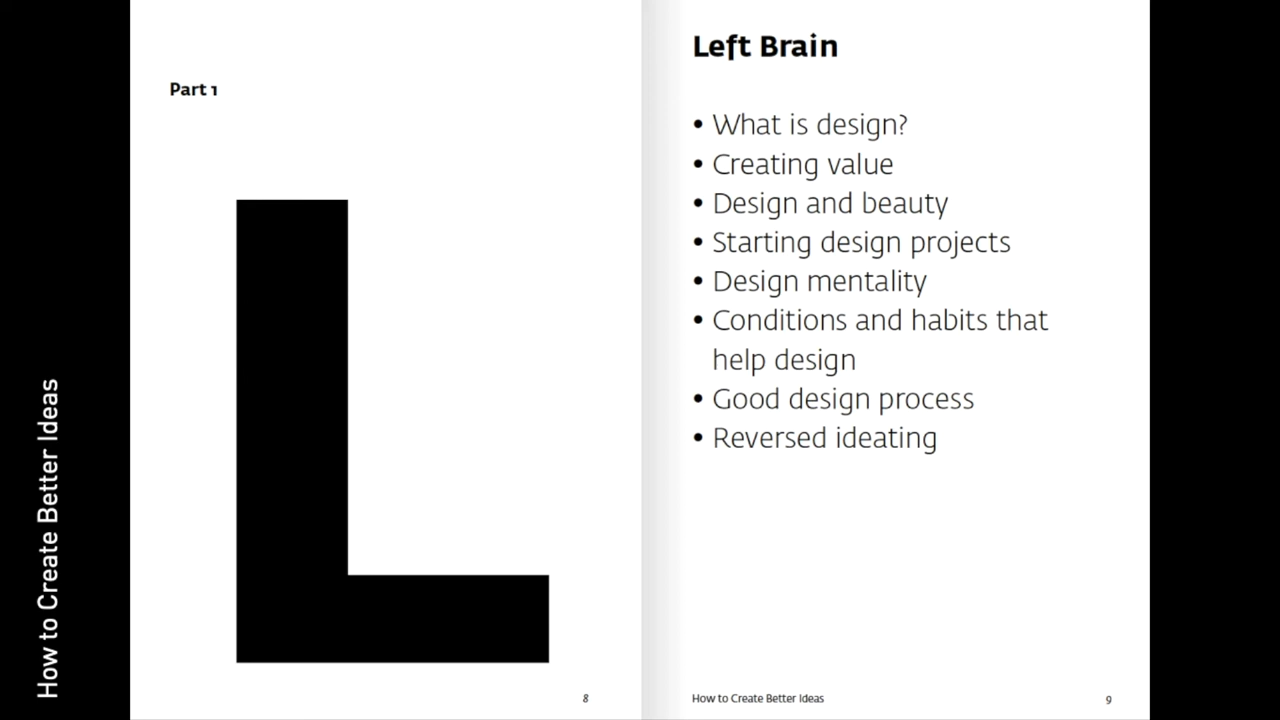 How to Create Better Ideas
Part 1
L
8
Left Brain
• What is design?
• Creating value
• Design and beauty
• Starting design projects
• Design mentality
• Conditions and habits that
help design
• Good design process
• Reversed ideating
How to Create Better Ideas
9